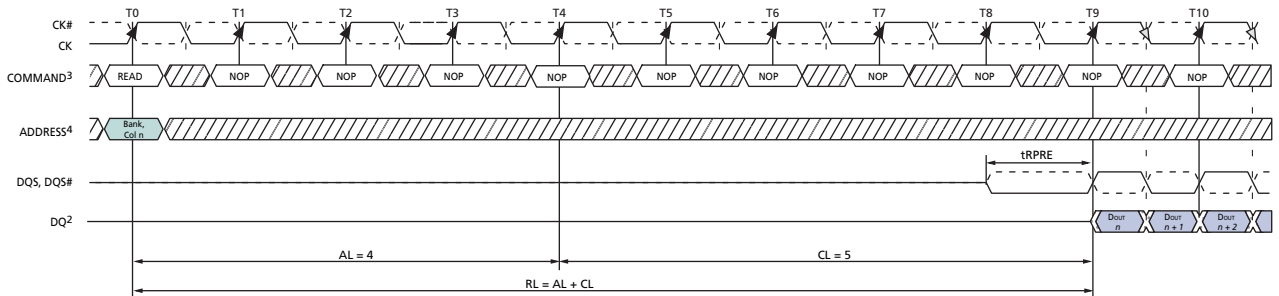 T0 T1 T2 T3 T4 T5 T6 T7 T8 T9 T10
CK#
CK
COMMAND3 READ NOP NOP NOP NOP NOP NOP NOP NOP NOP NOP
ADDRESS4 Bank,
Col n
tRPRE
DQS, DQS#
DQ2 DOUT n DOUT n + 1 DOUT n + 2
AL = 4 CL = 5
RL = AL + CL